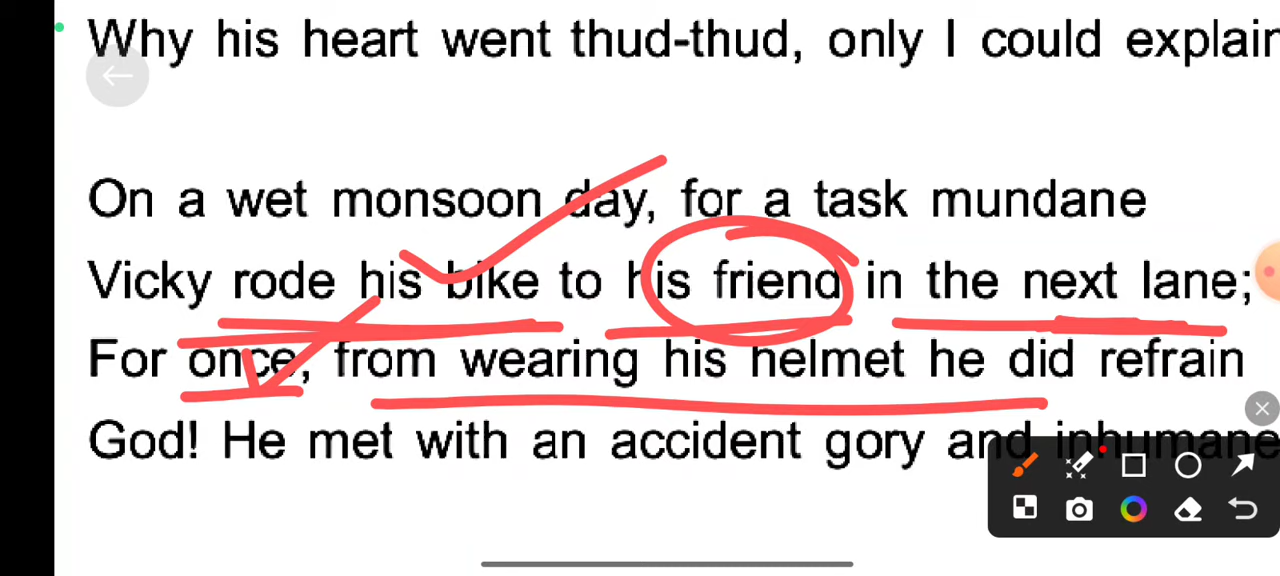 Why his heart went thud-thud, only I could explain
On a wet monsoon day, for a task mundane
Vicky rode his bike to his friend in the next lane;
For once, from wearing his helmet he did refrain
God! He met with an accident gory and inhumane